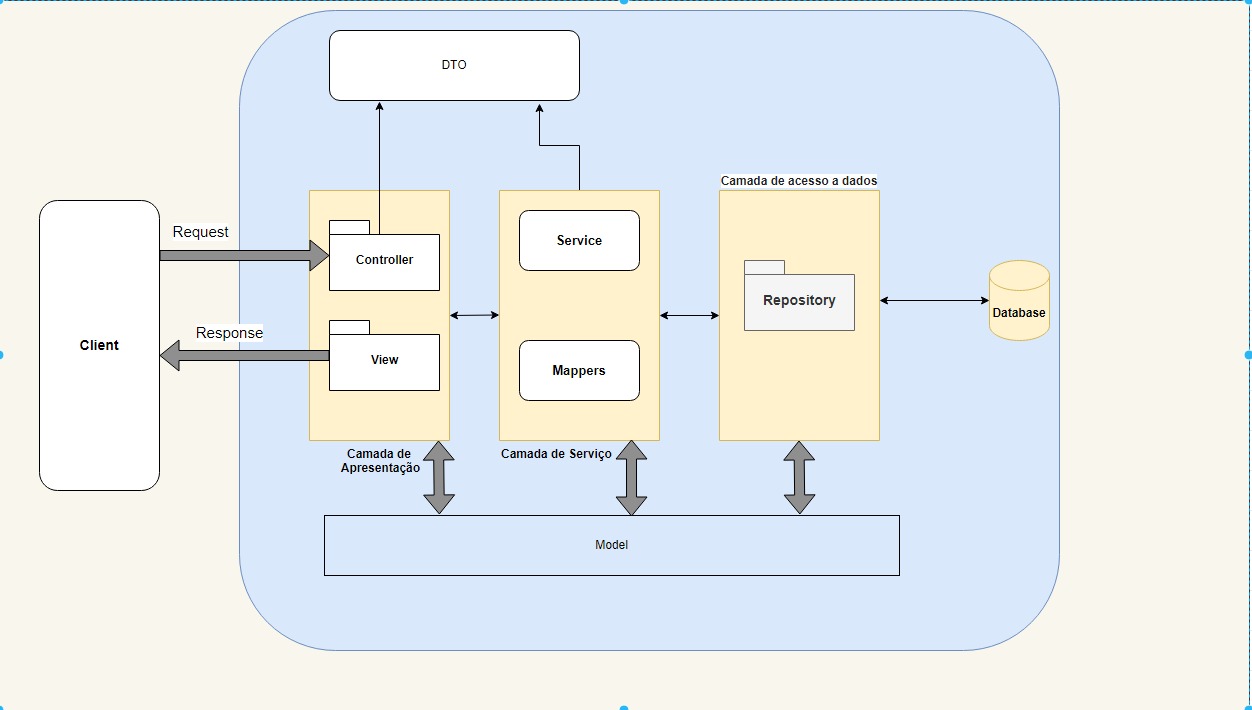 DTO
Camada de acesso a dados
Request
Service
Controller
Repository
Database
Response
Client
View
Mappers
Camada de
Apresentação
Camada de Serviço
Model